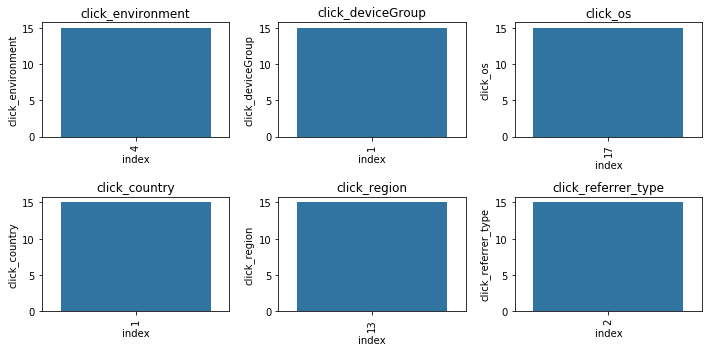 click_environment
click_environment
15
10
5
0
4
index
click_deviceGroup
click_deviceGroup
15
10
5
0
1
index
click_os
click_os
15
10
5
0
17
index
click_country
click_country
15
10
5
0
1
index
click_region
click_region
15
10
5
0
13
index
click_referrer_type
click_referrer_type
15
10
5
0
2
index